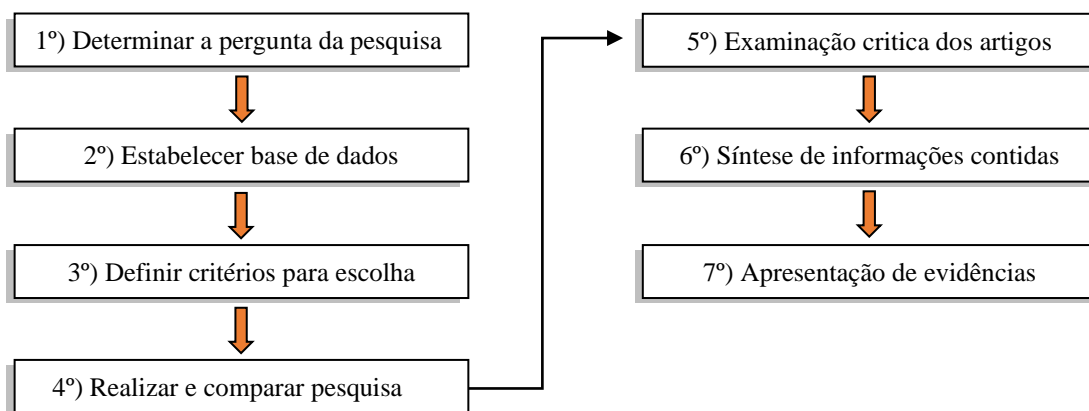 1º) Determinar a pergunta da pesquisa
2º) Estabelecer base de dados
3º) Definir critérios para escolha
4º) Realizar e comparar pesquisa
5º) Examinação critica dos artigos
6º) Síntese de informações contidas
7º) Apresentação de evidências